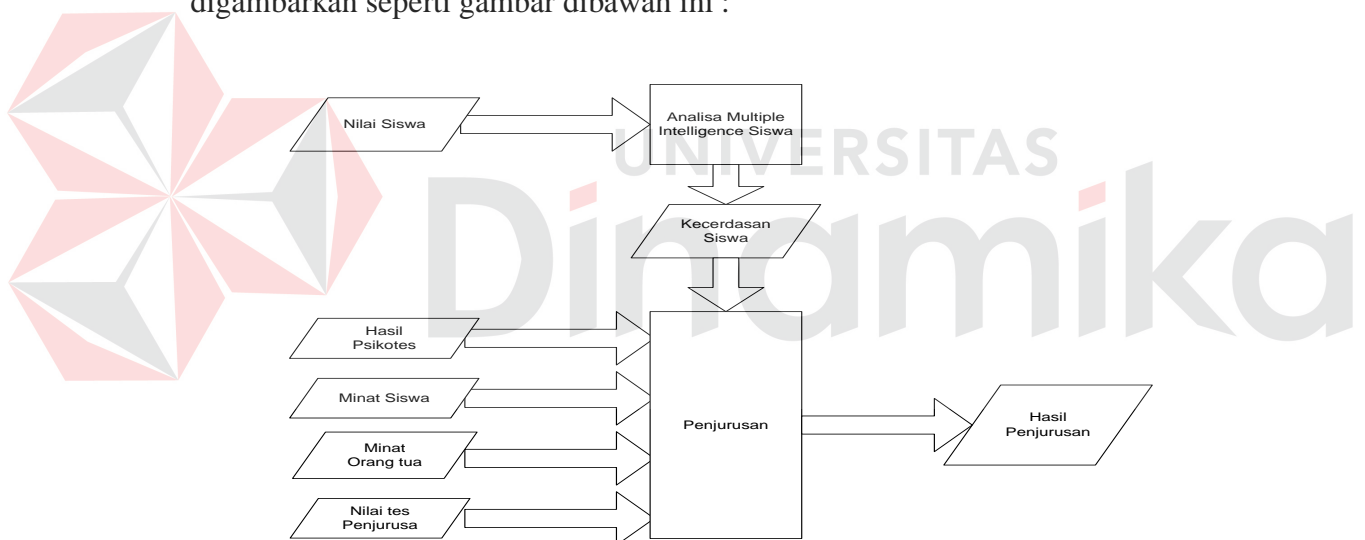 digambarkan seperti gambar dibawah ini :
Nilai Siswa
Analisa Multiple
Intelligence Siswa
UNIVERSITAS
Dinamika
Kecerdasan
Siswa
Hasil
Psikotes
Minat Siswa
Minat
Orang tua
Nilai tes
Penjurusa
Penjurusan
Hasil
Penjurusan